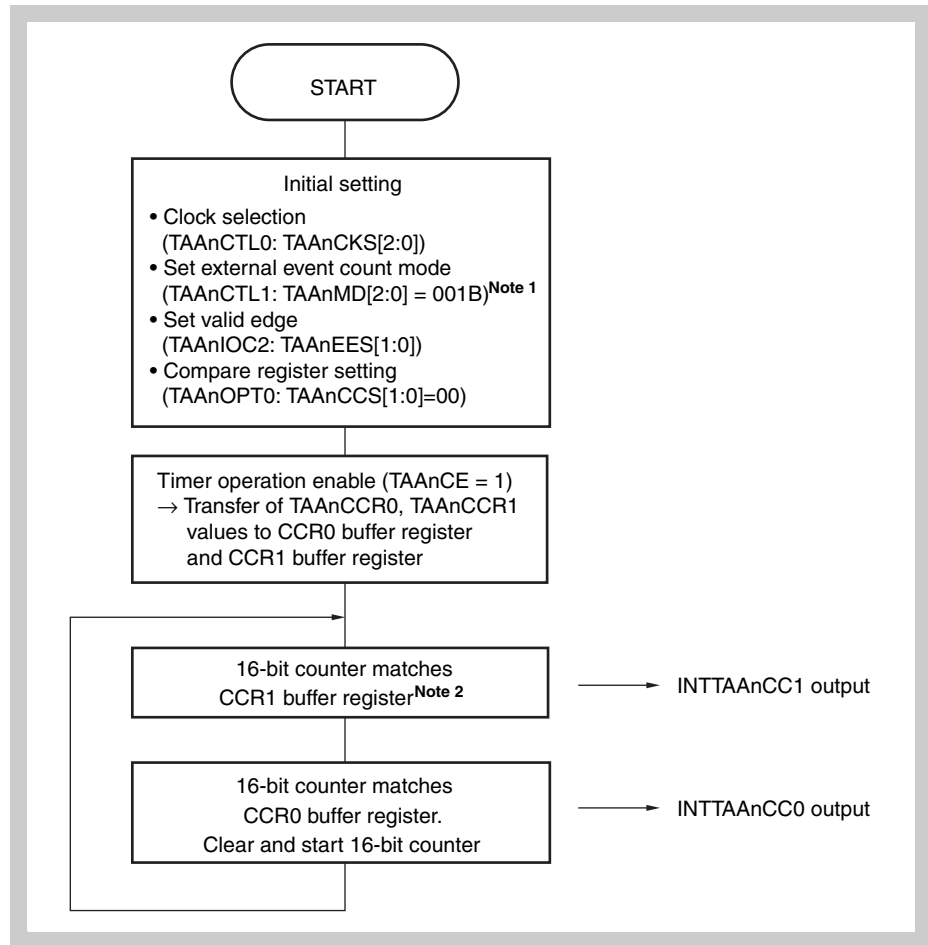 START
Initial setting
• Clock selection
(TAAnCTL0: TAAnCKS[2:0])
• Set external event count mode
(TAAnCTL1: TAAnMD[2:0] = 001B)Note 1
• Set valid edge
(TAAnIOC2: TAAnEES[1:0])
• Compare register setting
(TAAnOPT0: TAAnCCS[1:0]=00)
Timer operation enable (TAAnCE = 1)
→ Transfer of TAAnCCR0, TAAnCCR1
values to CCR0 buffer register
and CCR1 buffer register
16-bit counter matches
CCR1 buffer registerNote 2
INTTAAnCC1 output
16-bit counter matches
CCR0 buffer register.
Clear and start 16-bit counter
INTTAAnCC0 output